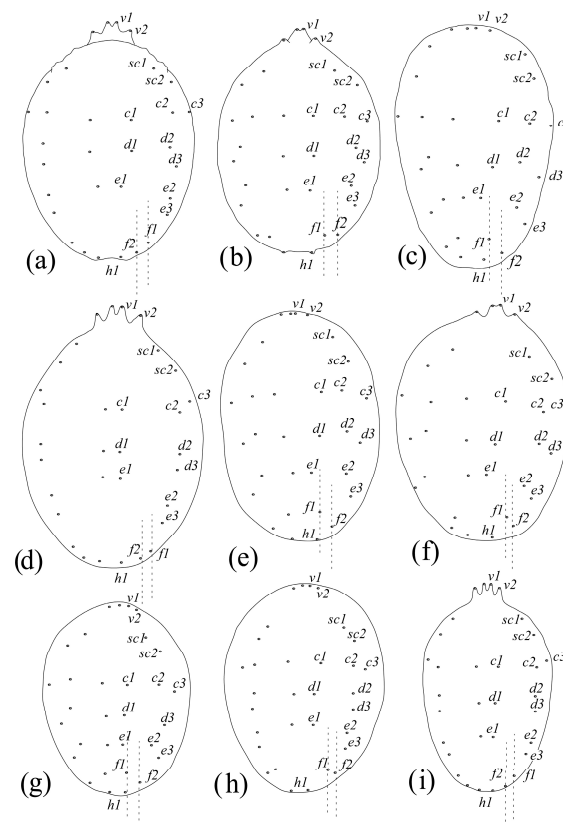 v1
v2
sc1
sc2
c1
c2
c3
d1
d2
d3
e1
e2
e3
f1
f2
h1
(a)
v1
v2
sc1
sc2
c1
c2
c3
d1
d2
d3
e1
e2
e3
f1
f2
h1
(b)
v1 v2
sc1
sc2
c1
c2
d1
d2
d3
e1
e2
e3
f1
f2
h1
(c)
v1
v2
sc1
sc2
c3
c1
c2
d1
d2
d3
e1
e2
e3
f2
f1
h1
(d)
v1
v2
sc1
sc2
c1
c2
c3
d1
d2
d3
e1
e2
e3
f1
f2
h1
(e)
v1
v2
sc1
sc2
c1
c2
c3
d1
d2
d3
e1
e2
e3
f1
f2
h1
(f)
v1
v2
sc1
sc2
c1
c2
c3
d1
d3
e1
e2
e3
f1
f2
h1
(g)
v1
v2
sc1
sc2
c1
c2
c3
d1
d2
d3
e1
e2
e3
f1
f2
h1
(h)
v1
v2
sc1
sc2
c3
c1
c2
d1
d2
d3
e1
e2
e3
f2
f1
h1
(i)